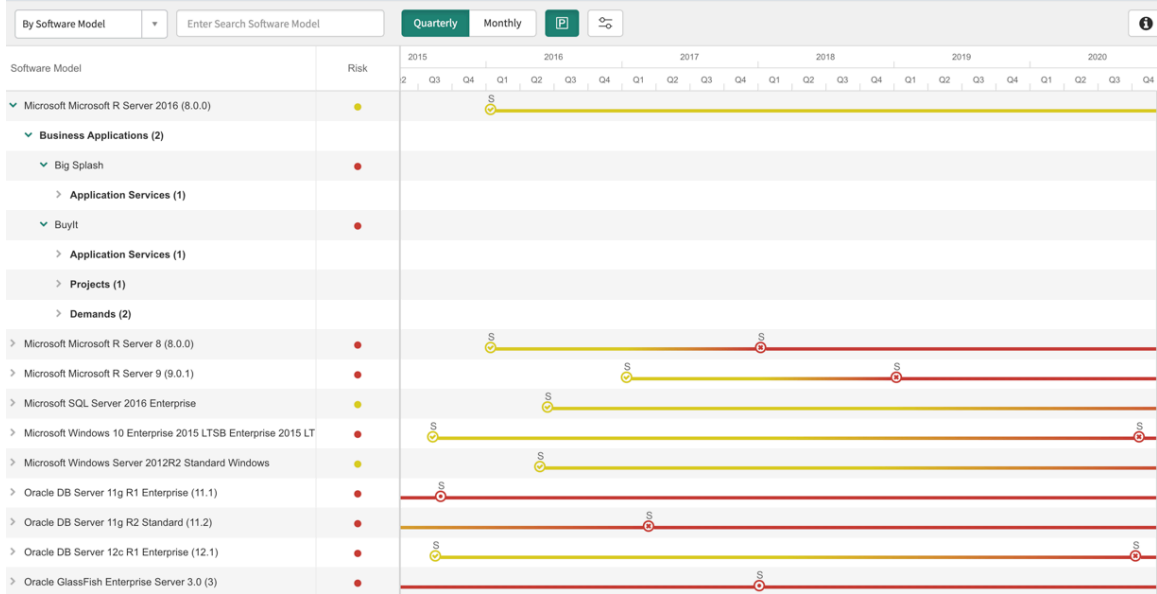 By Software Model
Enter Search Software Model
Quarterly
Monthly
P
Software Model
Risk
2015 2016 2017 2018 2019 2020
Q3 Q4 Q1 Q2 Q3 Q4 Q1 Q2 Q3 Q4 Q1 Q2 Q3 Q4 Q1 Q2 Q3 Q4 Q1 Q2 Q3 Q4
S
Microsoft Microsoft R Server 2016 (8.0.0)
Business Applications (2)
Big Splash
Application Services (1)
BuyIt
Application Services (1)
Projects (1)
Demands (2)
S S
Microsoft Microsoft R Server 8 (8.0.0)
S S
Microsoft Microsoft R Server 9 (9.0.1)
S
Microsoft SQL Server 2016 Enterprise
S S
Microsoft Windows 10 Enterprise 2015 LTSB Enterprise 2015 LT
S
Microsoft Windows Server 2012R2 Standard Windows
S
Oracle DB Server 11g R1 Enterprise (11.1)
S
Oracle DB Server 11g R2 Standard (11.2)
S S
Oracle DB Server 12c R1 Enterprise (12.1)
S
Oracle GlassFish Enterprise Server 3.0 (3)